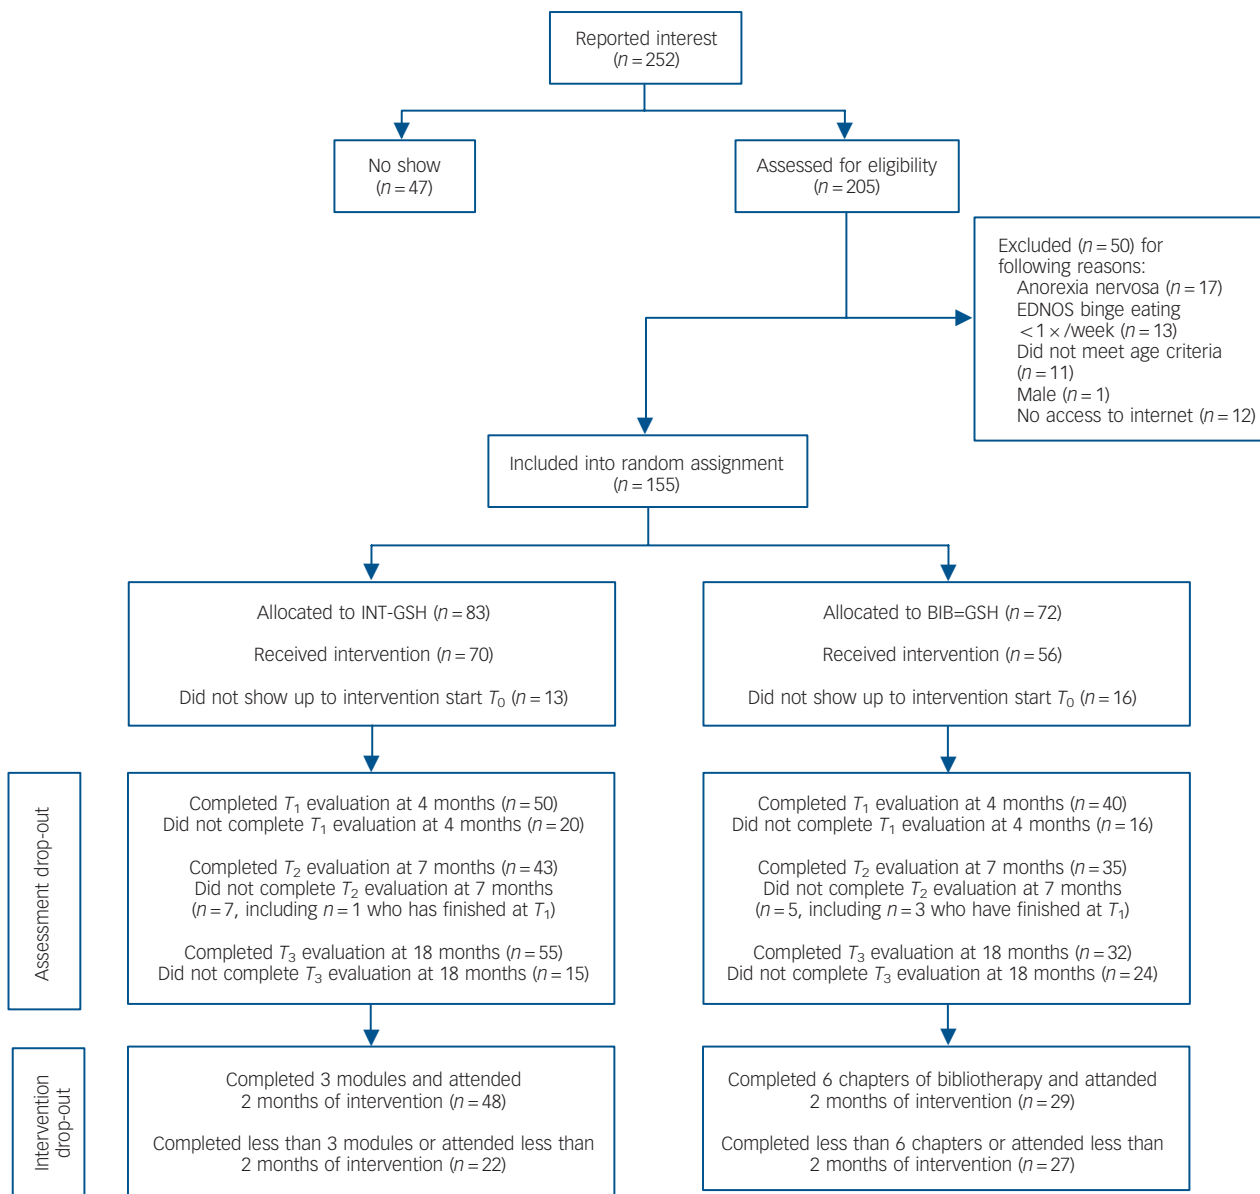 Reported interest
(n = 252)
No show
(n = 47)
Assessed for eligibility
(n = 205)
Excluded (n = 50) for
following reasons:
Anorexia nervosa (n = 17)
EDNOS binge eating
< 1 × /week (n = 13)
Did not meet age criteria
(n = 11)
Male (n = 1)
No access to internet (n = 12)
Included into random assignment
(n = 155)
Allocated to INT-GSH (n = 83)
Received intervention (n = 70)
Did not show up to intervention start T0 (n = 13)
Allocated to BIB=GSH (n = 72)
Received intervention (n = 56)
Did not show up to intervention start T0 (n = 16)
Assessment drop-out
Completed T1 evaluation at 4 months (n = 50)
Did not complete T1 evaluation at 4 months (n = 20)
Completed T2 evaluation at 7 months (n = 43)
Did not complete T2 evaluation at 7 months
(n = 7, including n = 1 who has finished at T1)
Completed T3 evaluation at 18 months (n = 55)
Did not complete T3 evaluation at 18 months (n = 15)
Completed T1 evaluation at 4 months (n = 40)
Did not complete T1 evaluation at 4 months (n = 16)
Completed T2 evaluation at 7 months (n = 35)
Did not complete T2 evaluation at 7 months
(n = 5, including n = 3 who have finished at T1)
Completed T3 evaluation at 18 months (n = 32)
Did not complete T3 evaluation at 18 months (n = 24)
Intervention
drop-out
Completed 3 modules and attended
2 months of intervention (n = 48)
Completed less than 3 modules or attended less than
2 months of intervention (n = 22)
Completed 6 chapters of bibliotherapy and attanded
2 months of intervention (n = 29)
Completed less than 6 chapters or attended less than
2 months of intervention (n = 27)